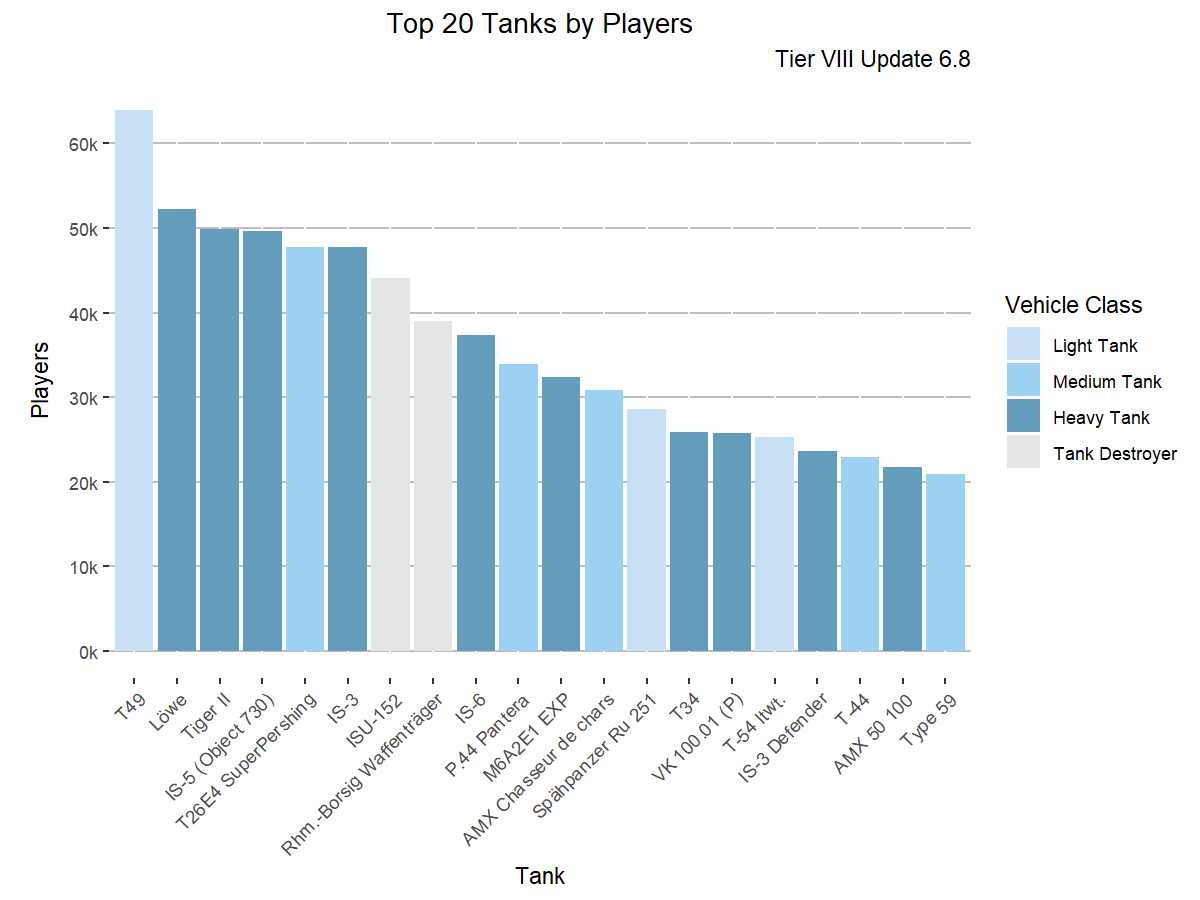 Top 20 Tanks by Players
Tier VIII Update 6.8
Players
60k
50k
40k
30k
20k
10k
0k
T49
Löwe
Tiger II
IS-5 (Object 730)
T26E4 SuperPershing
IS-3
ISU-152
Rhm.-Borsig Waffenträger
IS-6
P.44 Pantera
M6A2E1 EXP
AMX Chasseur de chars
Spähpanzer Ru 251
T34
VK 100.01 (P)
T-54 ltwt.
IS-3 Defender
T-44
AMX 50 100
Type 59
Tank
Vehicle Class
Light Tank
Medium Tank
Heavy Tank
Tank Destroyer